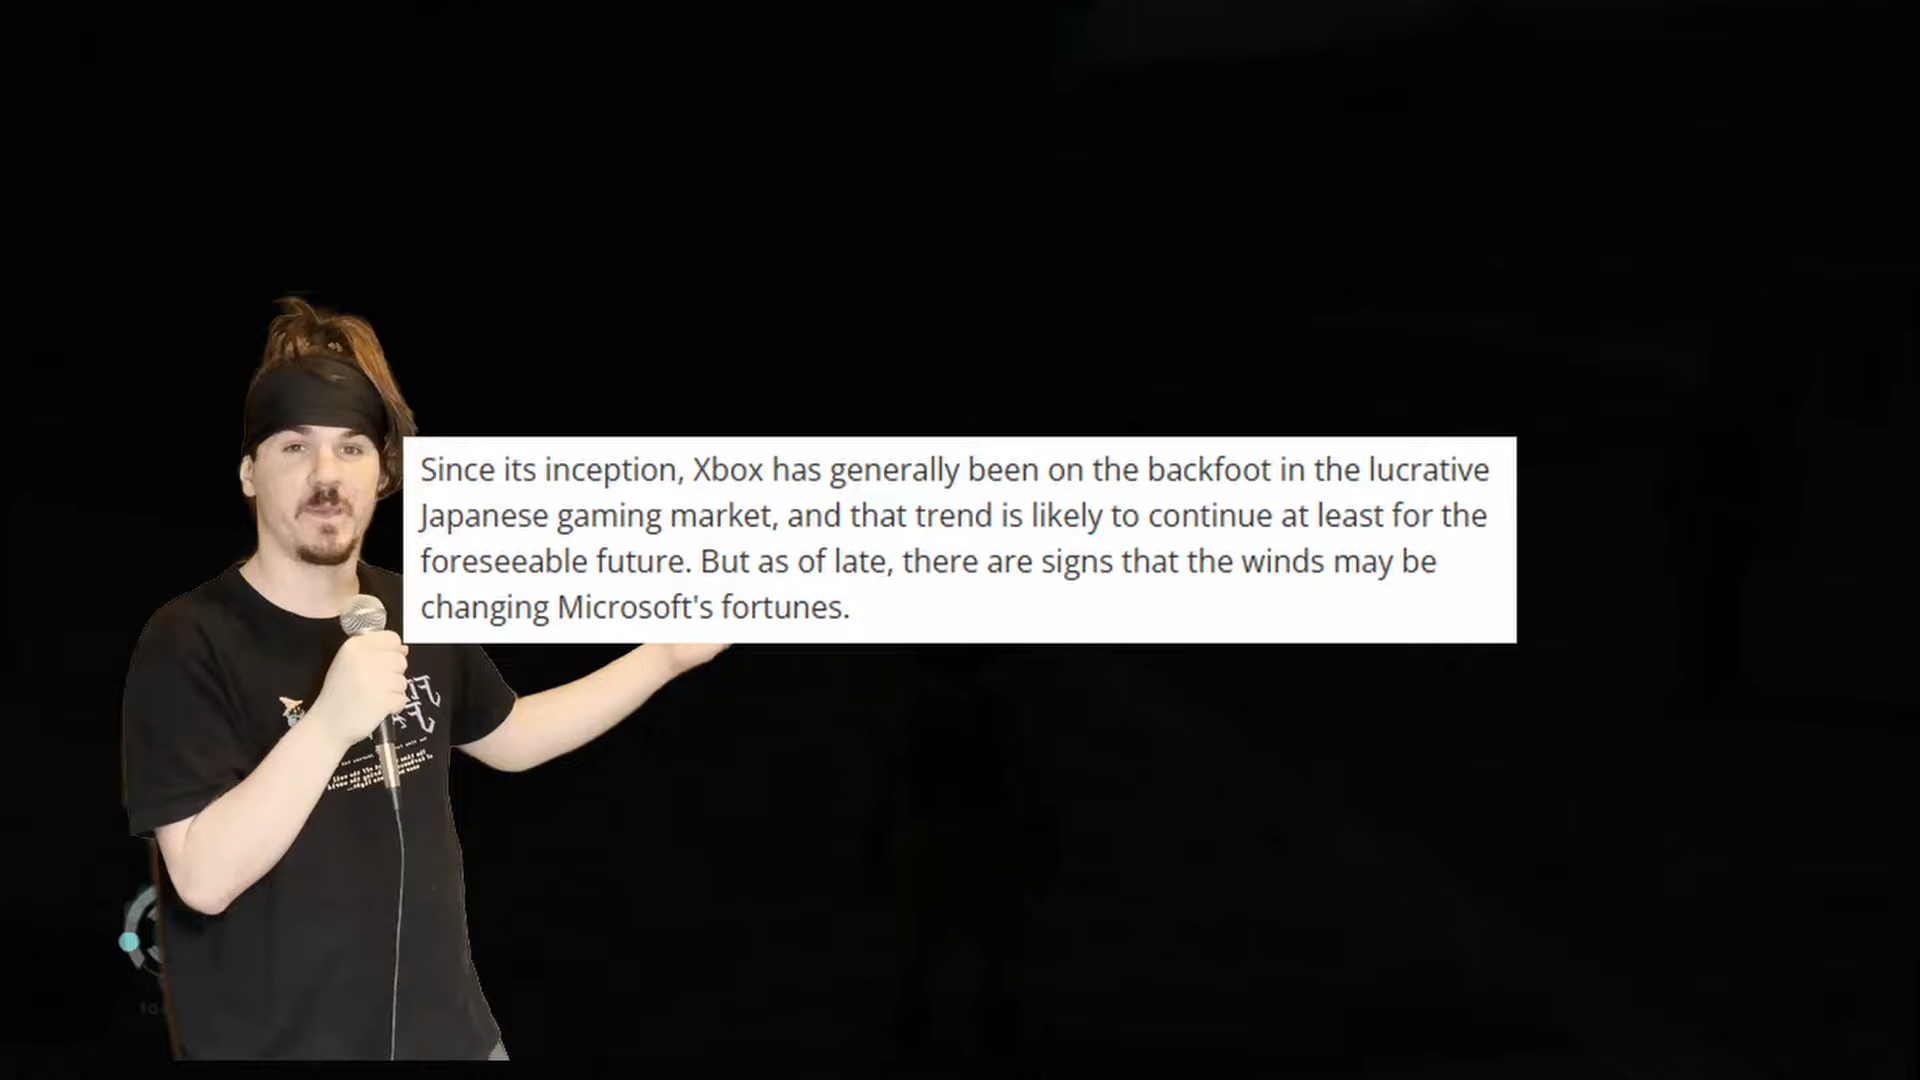 Since its inception, Xbox has generally been on the backfoot in the lucrative
Japanese gaming market, and that trend is likely to continue at least for the
foreseeable future. But as of late, there are signs that the winds may be
changing Microsoft's fortunes.